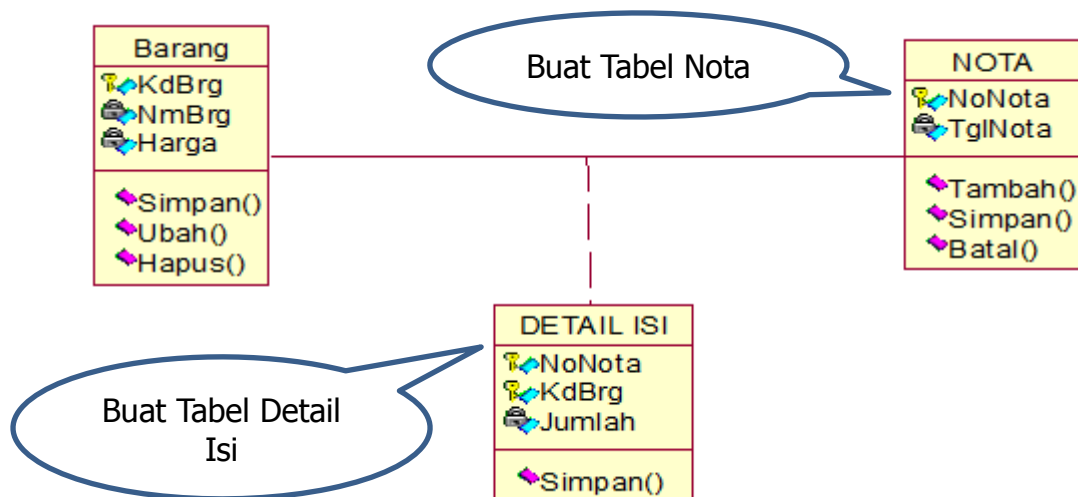 Barang
KdBrg
NmBrg
Harga
Simpan()
Ubah()
Hapus()
Buat Tabel Nota
NOTA
NoNota
TglNota
Tambah()
Simpan()
Batal()
Buat Tabel Detail
Isi
DETAIL ISI
NoNota
KdBrg
Jumlah
Simpan()